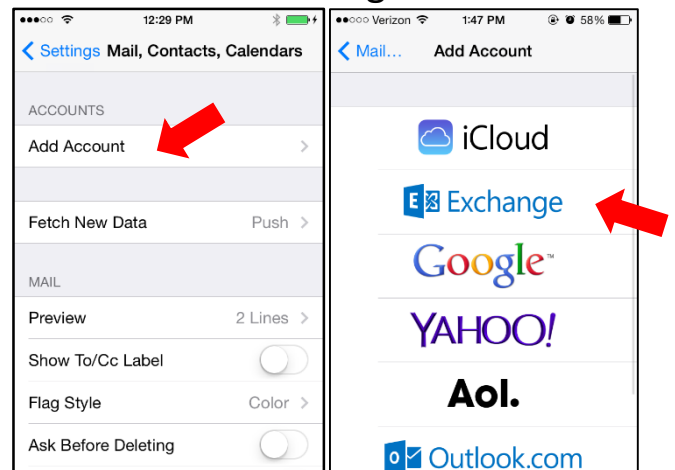 12:29 PM
Settings Mail, Contacts, Calendars
ACCOUNTS
Add Account
Fetch New Data Push
MAIL
Preview 2 Lines
Show To/Cc Label
Flag Style Color
Ask Before Deleting
Verizon 1:47 PM 58%
Mail... Add Account
iCloud
E Exchange
Google™
YAHOO!
Aol.
o Outlook.com